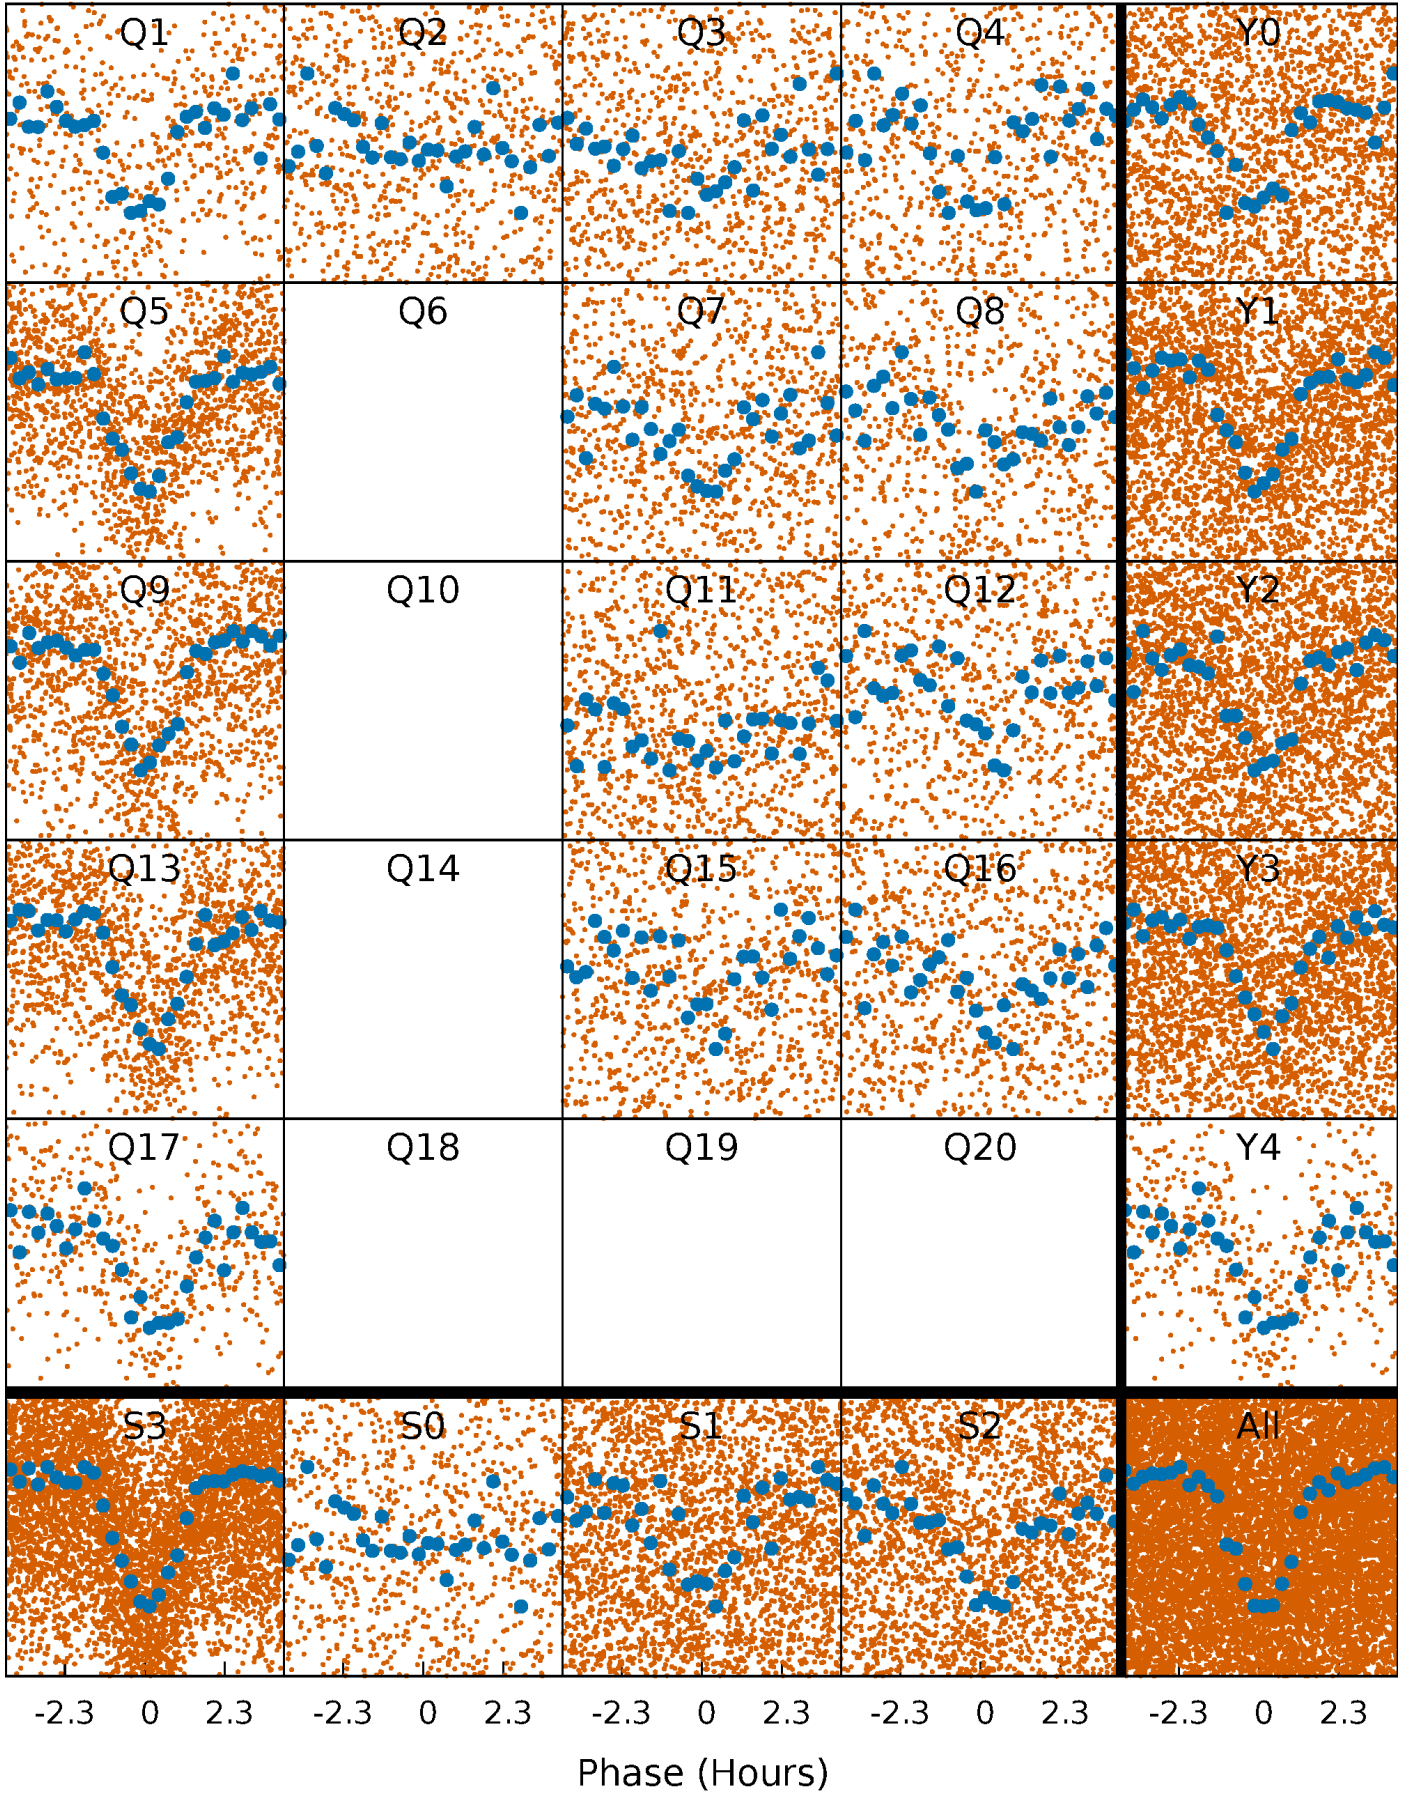 Q1 Q2 Q3 Q4 Y0
Q5 Q6 Q7 Q8 Y1
Q9 Q10 Q11 Q12 Y2
Q13 Q14 Q15 Q16 Y3
Q17 Q18 Q19 Q20 Y4
S3 S0 S1 S2 All
-2.3 0 2.3 -2.3 0 2.3 -2.3 0 2.3 -2.3 0 2.3 -2.3 0 2.3
Phase (Hours)